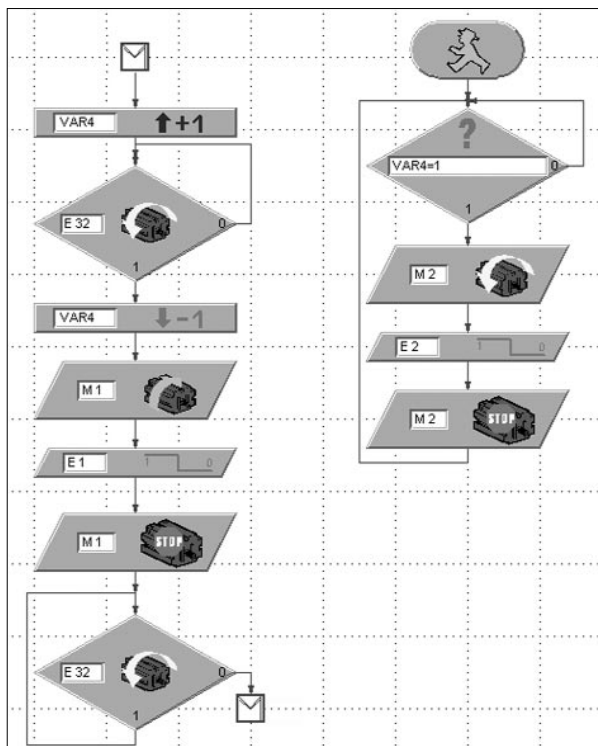 VAR4 +1
E 32
0
1
VAR4 -1
M 1
E 1 1 0
M 1 STOP
E 32
0
1
?
VAR4=1 0
1
M 2
E 2 1 0
M 2 STOP